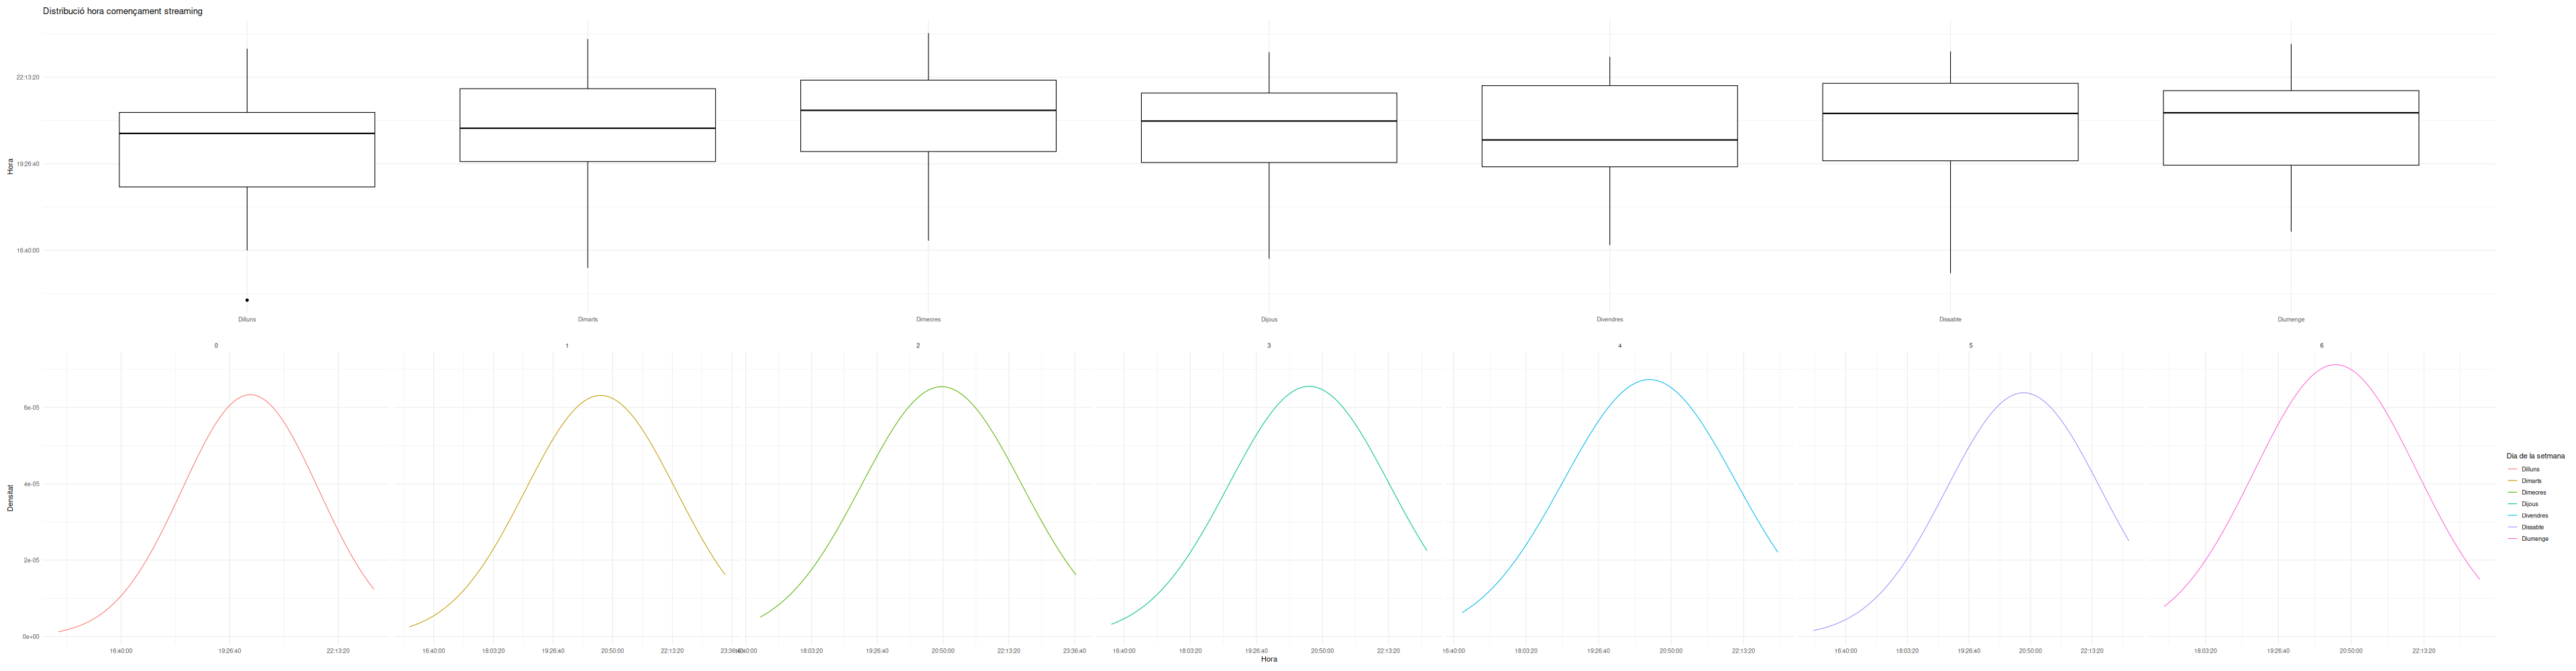 Distribució hora començament streaming
Hora
22:13:20
19:26:40
16:40:00
Dilluns Dimarts Dimecres Dijous Divendres Dissabte Diumenge
0 1 2 3 4 5 6
Densitat
6e-05
4e-05
2e-05
0e+00
16:40:00 19:26:40 22:13:20 16:40:00 18:03:20 19:26:40 20:50:00 22:13:20 18:03:20 19:26:40 20:50:00 22:13:20 23:36:40 16:40:00 18:03:20 19:26:40 20:50:00 22:13:20 16:40:00 18:03:20 19:26:40 20:50:00 22:13:20 16:40:00 18:03:20 19:26:40 20:50:00 22:13:20 18:03:20 19:26:40 20:50:00 22:13:20
Hora
Dia de la setmana
Dilluns
Dimarts
Dimecres
Dijous
Divendres
Dissabte
Diumenge